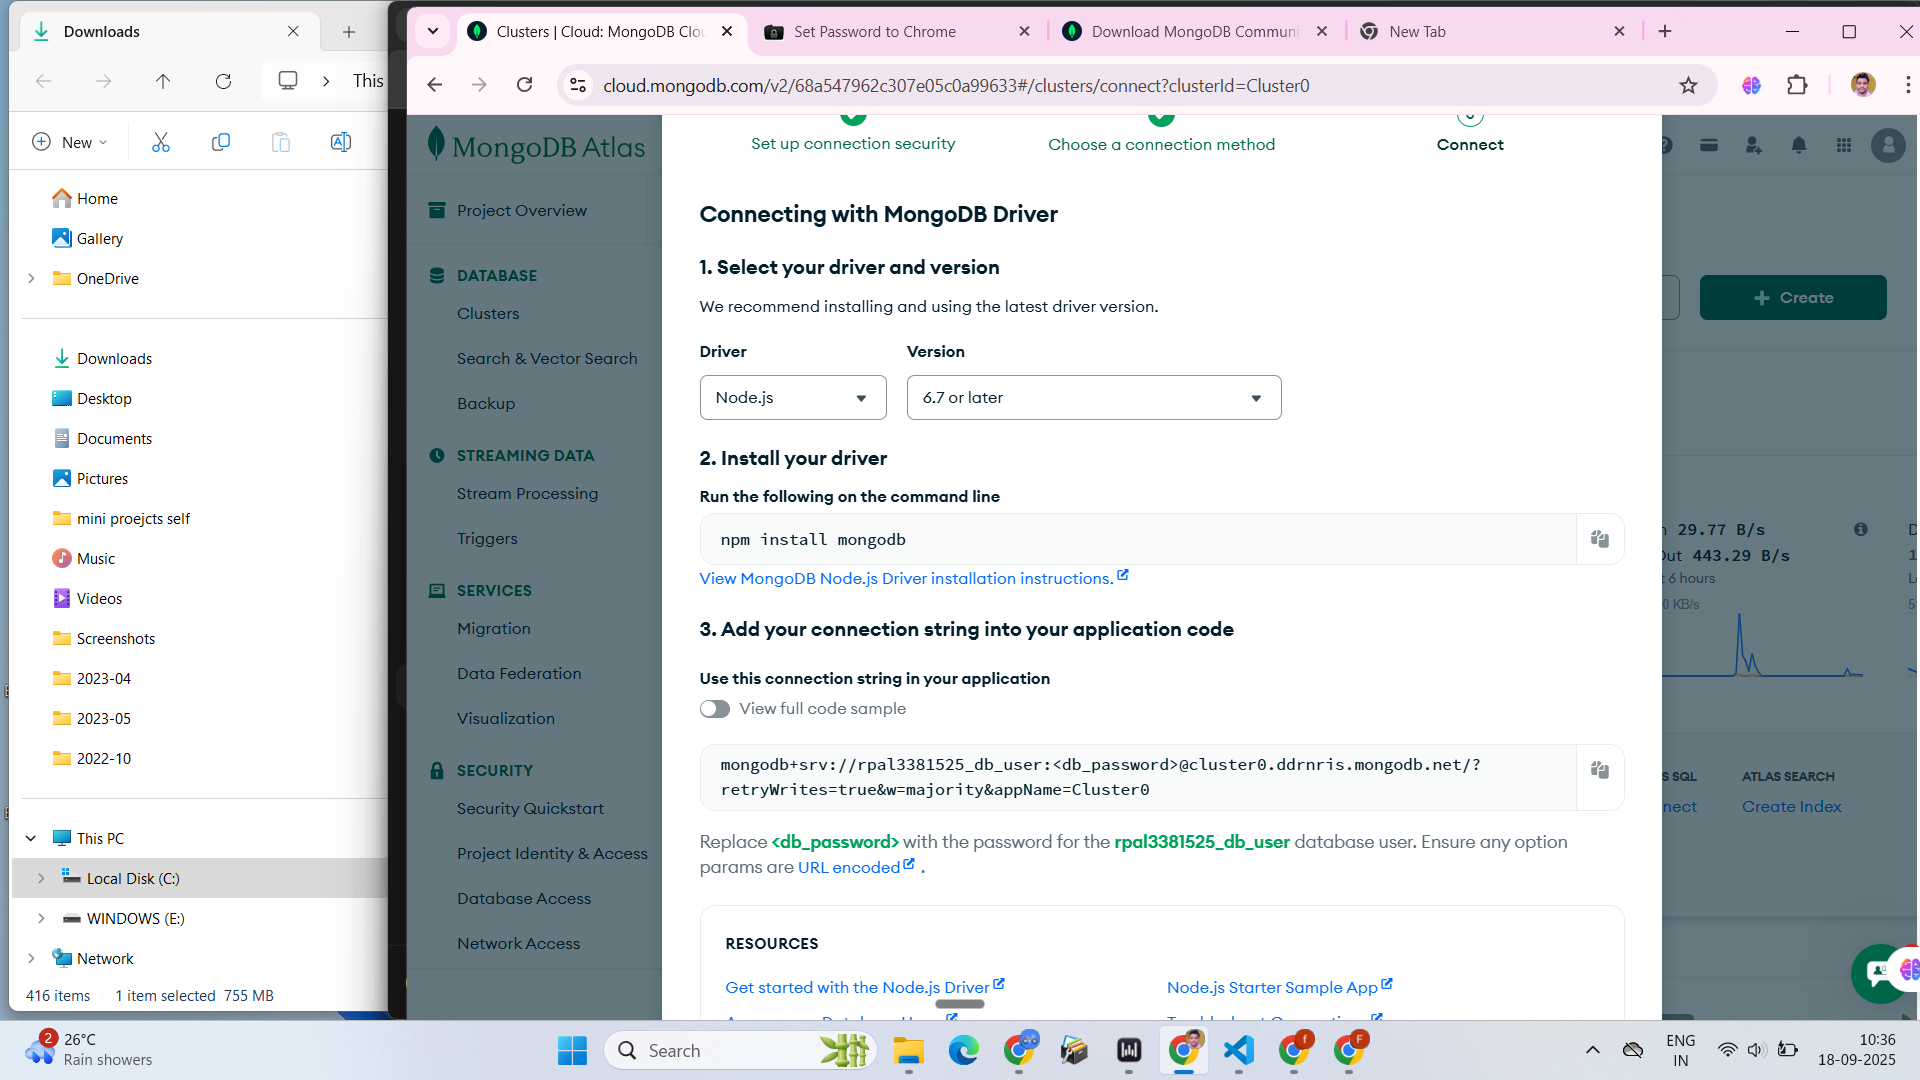 Downloads
This
New
Home
Gallery
OneDrive
Downloads
Desktop
Documents
Pictures
mini proejcts self
Music
Videos
Screenshots
2023-04
2023-05
2022-10
This PC
Local Disk (C:)
WINDOWS (E:)
Network
416 items 1 item selected 755 MB
Clusters | Cloud: MongoDB Clou
Set Password to Chrome
Download MongoDB Communi
New Tab
cloud.mongodb.com/v2/68a547962c307e05c0a99633#/clusters/connect?clusterId=Cluster0
MongoDB Atlas
Project Overview
DATABASE
Clusters
Search & Vector Search
Backup
STREAMING DATA
Stream Processing
Triggers
SERVICES
Migration
Data Federation
Visualization
SECURITY
Security Quickstart
Project Identity & Access
Database Access
Network Access
Set up connection security
Choose a connection method
Connect
Connecting with MongoDB Driver
1. Select your driver and version
We recommend installing and using the latest driver version.
Driver Version
Node.js 6.7 or later
2. Install your driver
Run the following on the command line
npm install mongodb
View MongoDB Node.js Driver installation instructions.
3. Add your connection string into your application code
Use this connection string in your application
View full code sample
mongodb+srv://rpal3381525_db_user:<db_password>@cluster0.ddrnris.mongodb.net/?
retryWrites=true&w=majority&appName=Cluster0
Replace <db_password> with the password for the rpal3381525_db_user database user. Ensure any option
params are URL encoded .
RESOURCES
Get started with the Node.js Driver
Node.js Starter Sample App
+ Create
29.77 B/s
443.29 B/s
6 hours
0 KB/s
SQL
ATLAS SEARCH
Create Index
2
26°C
Rain showers
Search
f
F
ENG
IN
10:36
18-09-2025